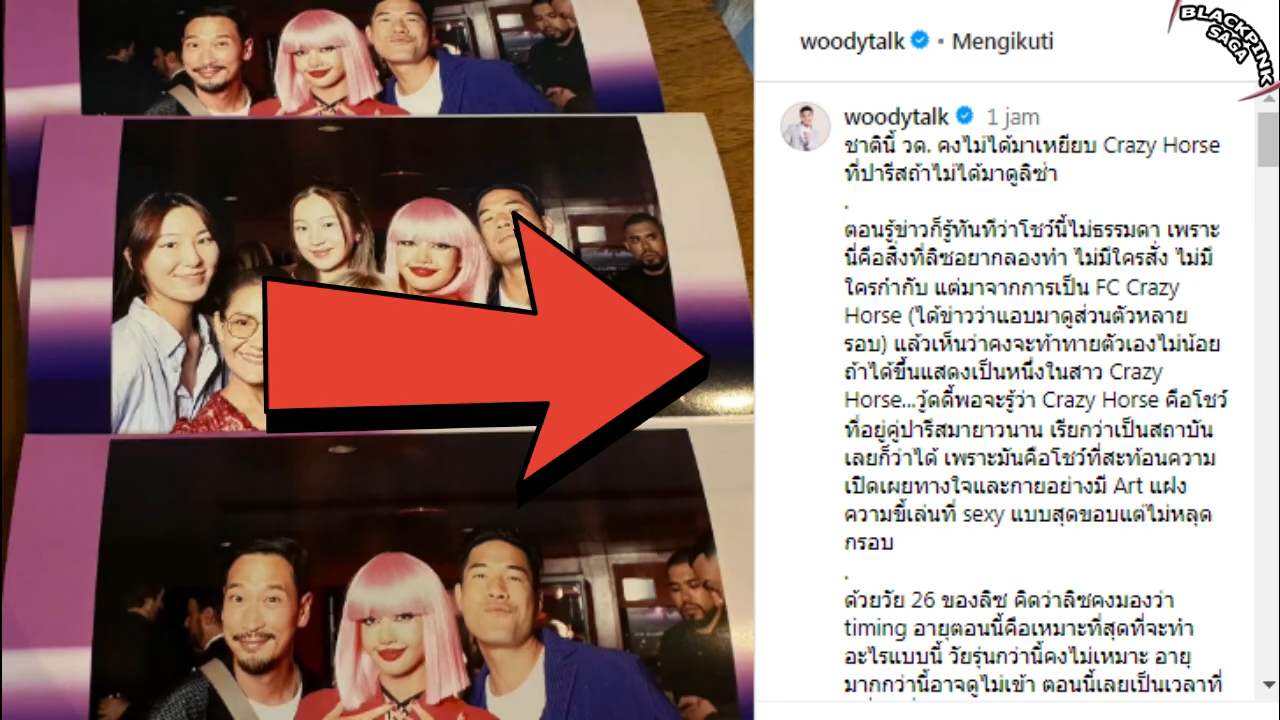 woodytalk • Mengikuti
BLACKPINK
SAGA
woodytalk 1 jam
ชาตินี้ วด. คงไม่ได้มาเหยียบ Crazy Horse
ที่ปารีสถ้าไม่ได้มาดูลิซ่า
.
ตอนรู้ข่าวก็รู้ทันทีว่าโชว์นี้ไม่ธรรมดา เพราะ
นี่คือสิ่งที่ลิซอยากลองทำ ไม่มีใครสั่ง ไม่มี
ใครกำกับ แต่มาจากการเป็น FC Crazy
Horse (ได้ข่าวว่าแอบมาดูส่วนตัวหลาย
รอบ) แล้วเห็นว่าคงจะท้าทายตัวเองไม่น้อย
ถ้าได้ขึ้นแสดงเป็นหนึ่งในสาว Crazy
Horse...วู้ดดี้พอจะรู้ว่า Crazy Horse คือโชว์
ที่อยู่คู่ปารีสมายาวนาน เรียกว่าเป็นสถาบัน
เลยก็ว่าได้ เพราะมันคือโชว์ที่สะท้อนความ
เปิดเผยทางใจและกายอย่างมี Art แฝง
ความขี้เล่นที่ sexy แบบสุดขอบแต่ไม่หลุด
กรอบ
.
ด้วยวัย 26 ของลิซ คิดว่าลิซคงมองว่า
timing อายุตอนนี้คือเหมาะที่สุดที่จะทำ
อะไรแบบนี้ วัยรุ่นกว่านี้คงไม่เหมาะ อายุ
มากกว่านี้อาจดูไม่เข้า ตอนนี้เลยเป็นเวลาที่